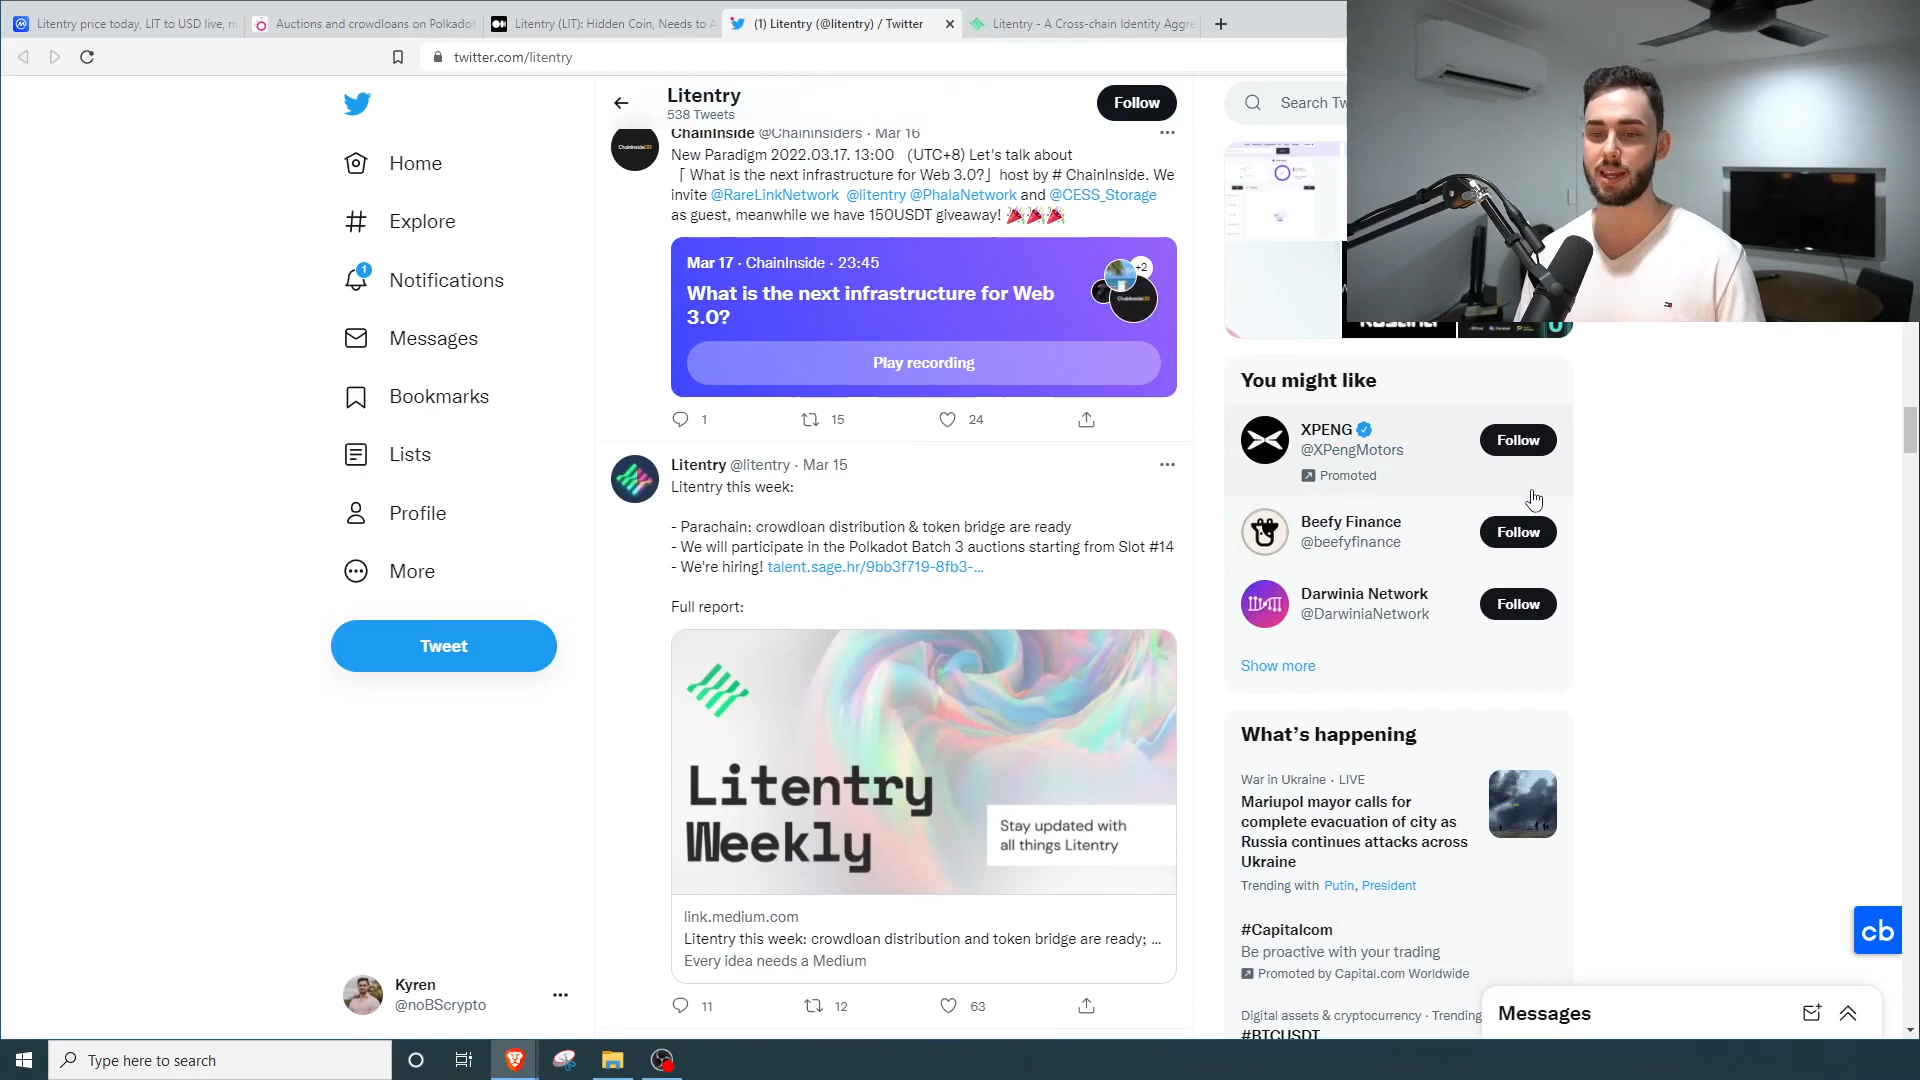 Litentry price today, LIT to USD live, m
Auctions and crowdloans on Polkadot
Litentry (LIT): Hidden Coin, Needs to A
(1) Litentry (@litentry) / Twitter
Litentry - A Cross-chain Identity Aggre
twitter.com/litentry
Home
Explore
1
Notifications
Messages
Bookmarks
Lists
Profile
More
Tweet
Kyren
@noBScrypto
Litentry
538 Tweets
Follow
ChainInside @Chaininsiders · Mar 16
New Paradigm 2022.03.17. 13:00 (UTC+8) Let's talk about
「 What is the next infrastructure for Web 3.0?」 host by # ChainInside. We
invite @RareLinkNetwork @litentry @PhalaNetwork and @CESS_Storage
as guest, meanwhile we have 150USDT giveaway! 🎉🎉🎉
Mar 17 · ChainInside · 23:45
+2
What is the next infrastructure for Web
3.0?
Play recording
1 15 24
Litentry @litentry · Mar 15
Litentry this week:
- Parachain: crowdloan distribution & token bridge are ready
- We will participate in the Polkadot Batch 3 auctions starting from Slot #14
- We're hiring! talent.sage.hr/9bb3f719-8fb3-...
Full report:
Litentry
Weekly
Stay updated with
all things Litentry
link.medium.com
Litentry this week: crowdloan distribution and token bridge are ready; ...
Every idea needs a Medium
11 12 63
Search Tw
You might like
XPENG
@XPengMotors
Promoted
Follow
Beefy Finance
@beefyfinance
Follow
Darwinia Network
@DarwiniaNetwork
Follow
Show more
What's happening
War in Ukraine · LIVE
Mariupol mayor calls for
complete evacuation of city as
Russia continues attacks across
Ukraine
Trending with Putin, President
#Capitalcom
Be proactive with your trading
Promoted by Capital.com Worldwide
Digital assets & cryptocurrency · Trending
#BTCUSDT
Messages
cb
Type here to search